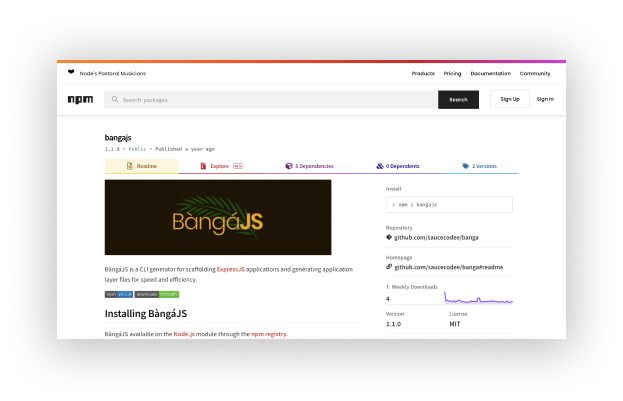 Node's Pastoral Musicians
Products Pricing Documentation Community
npm
Search packages
Search
Sign Up
Sign In
bangajs
1.1.0 • Public • Published a year ago
Readme
Explore BETA
5 Dependencies
0 Dependents
2 Versions
BàngáJS
BàngáJS is a CLI generator for scaffolding ExpressJS applications and generating application
layer files for speed and efficiency.
npm v1.1.0 downloads
Installing BàngáJS
BàngáJS available on the Node.js module through the npm registry.
Install
> npm i bangajs
Repository
github.com/saucecodee/banga
Homepage
github.com/saucecodee/banga#readme
Weekly Downloads
4
Version
1.1.0
License
MIT